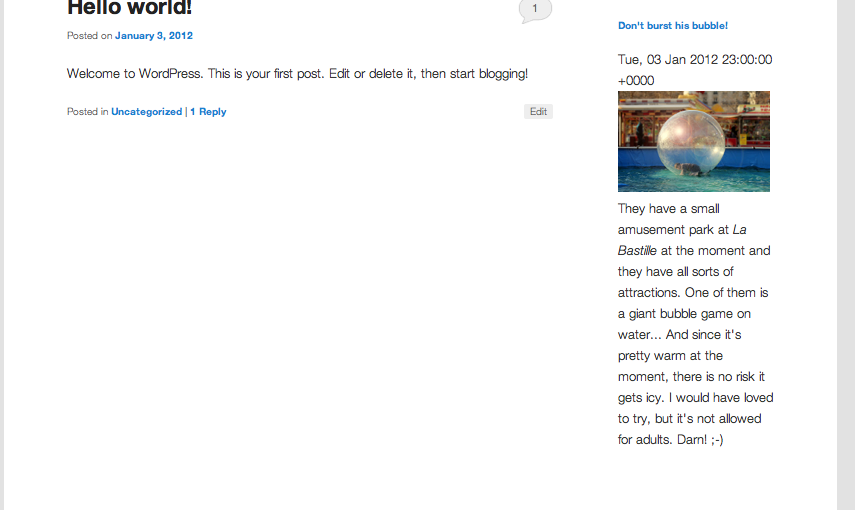 Hello world!
1
Posted on January 3, 2012
Welcome to WordPress. This is your first post. Edit or delete it, then start blogging!
Posted in Uncategorized | 1 Reply
Edit
Don't burst his bubble!
Tue, 03 Jan 2012 23:00:00
+0000
They have a small
amusement park at La
Bastille at the moment and
they have all sorts of
attractions. One of them is
a giant bubble game on
water... And since it's
pretty warm at the
moment, there is no risk it
gets icy. I would have loved
to try, but it's not allowed
for adults. Darn! ;-)